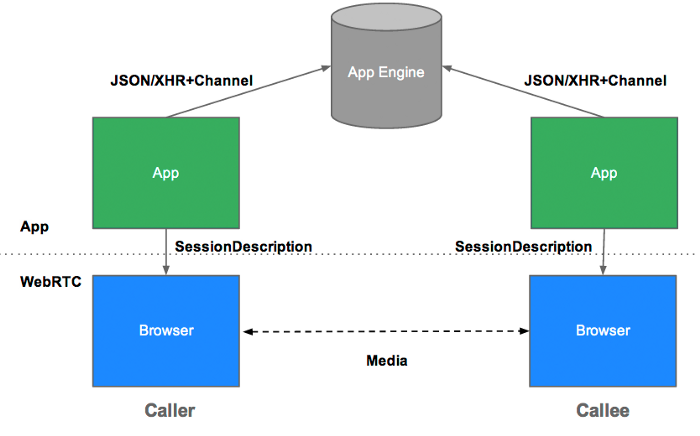 App Engine
JSON/XHR+Channel
JSON/XHR+Channel
App
App
App
SessionDescription
SessionDescription
WebRTC
Browser
Browser
Media
Caller
Callee